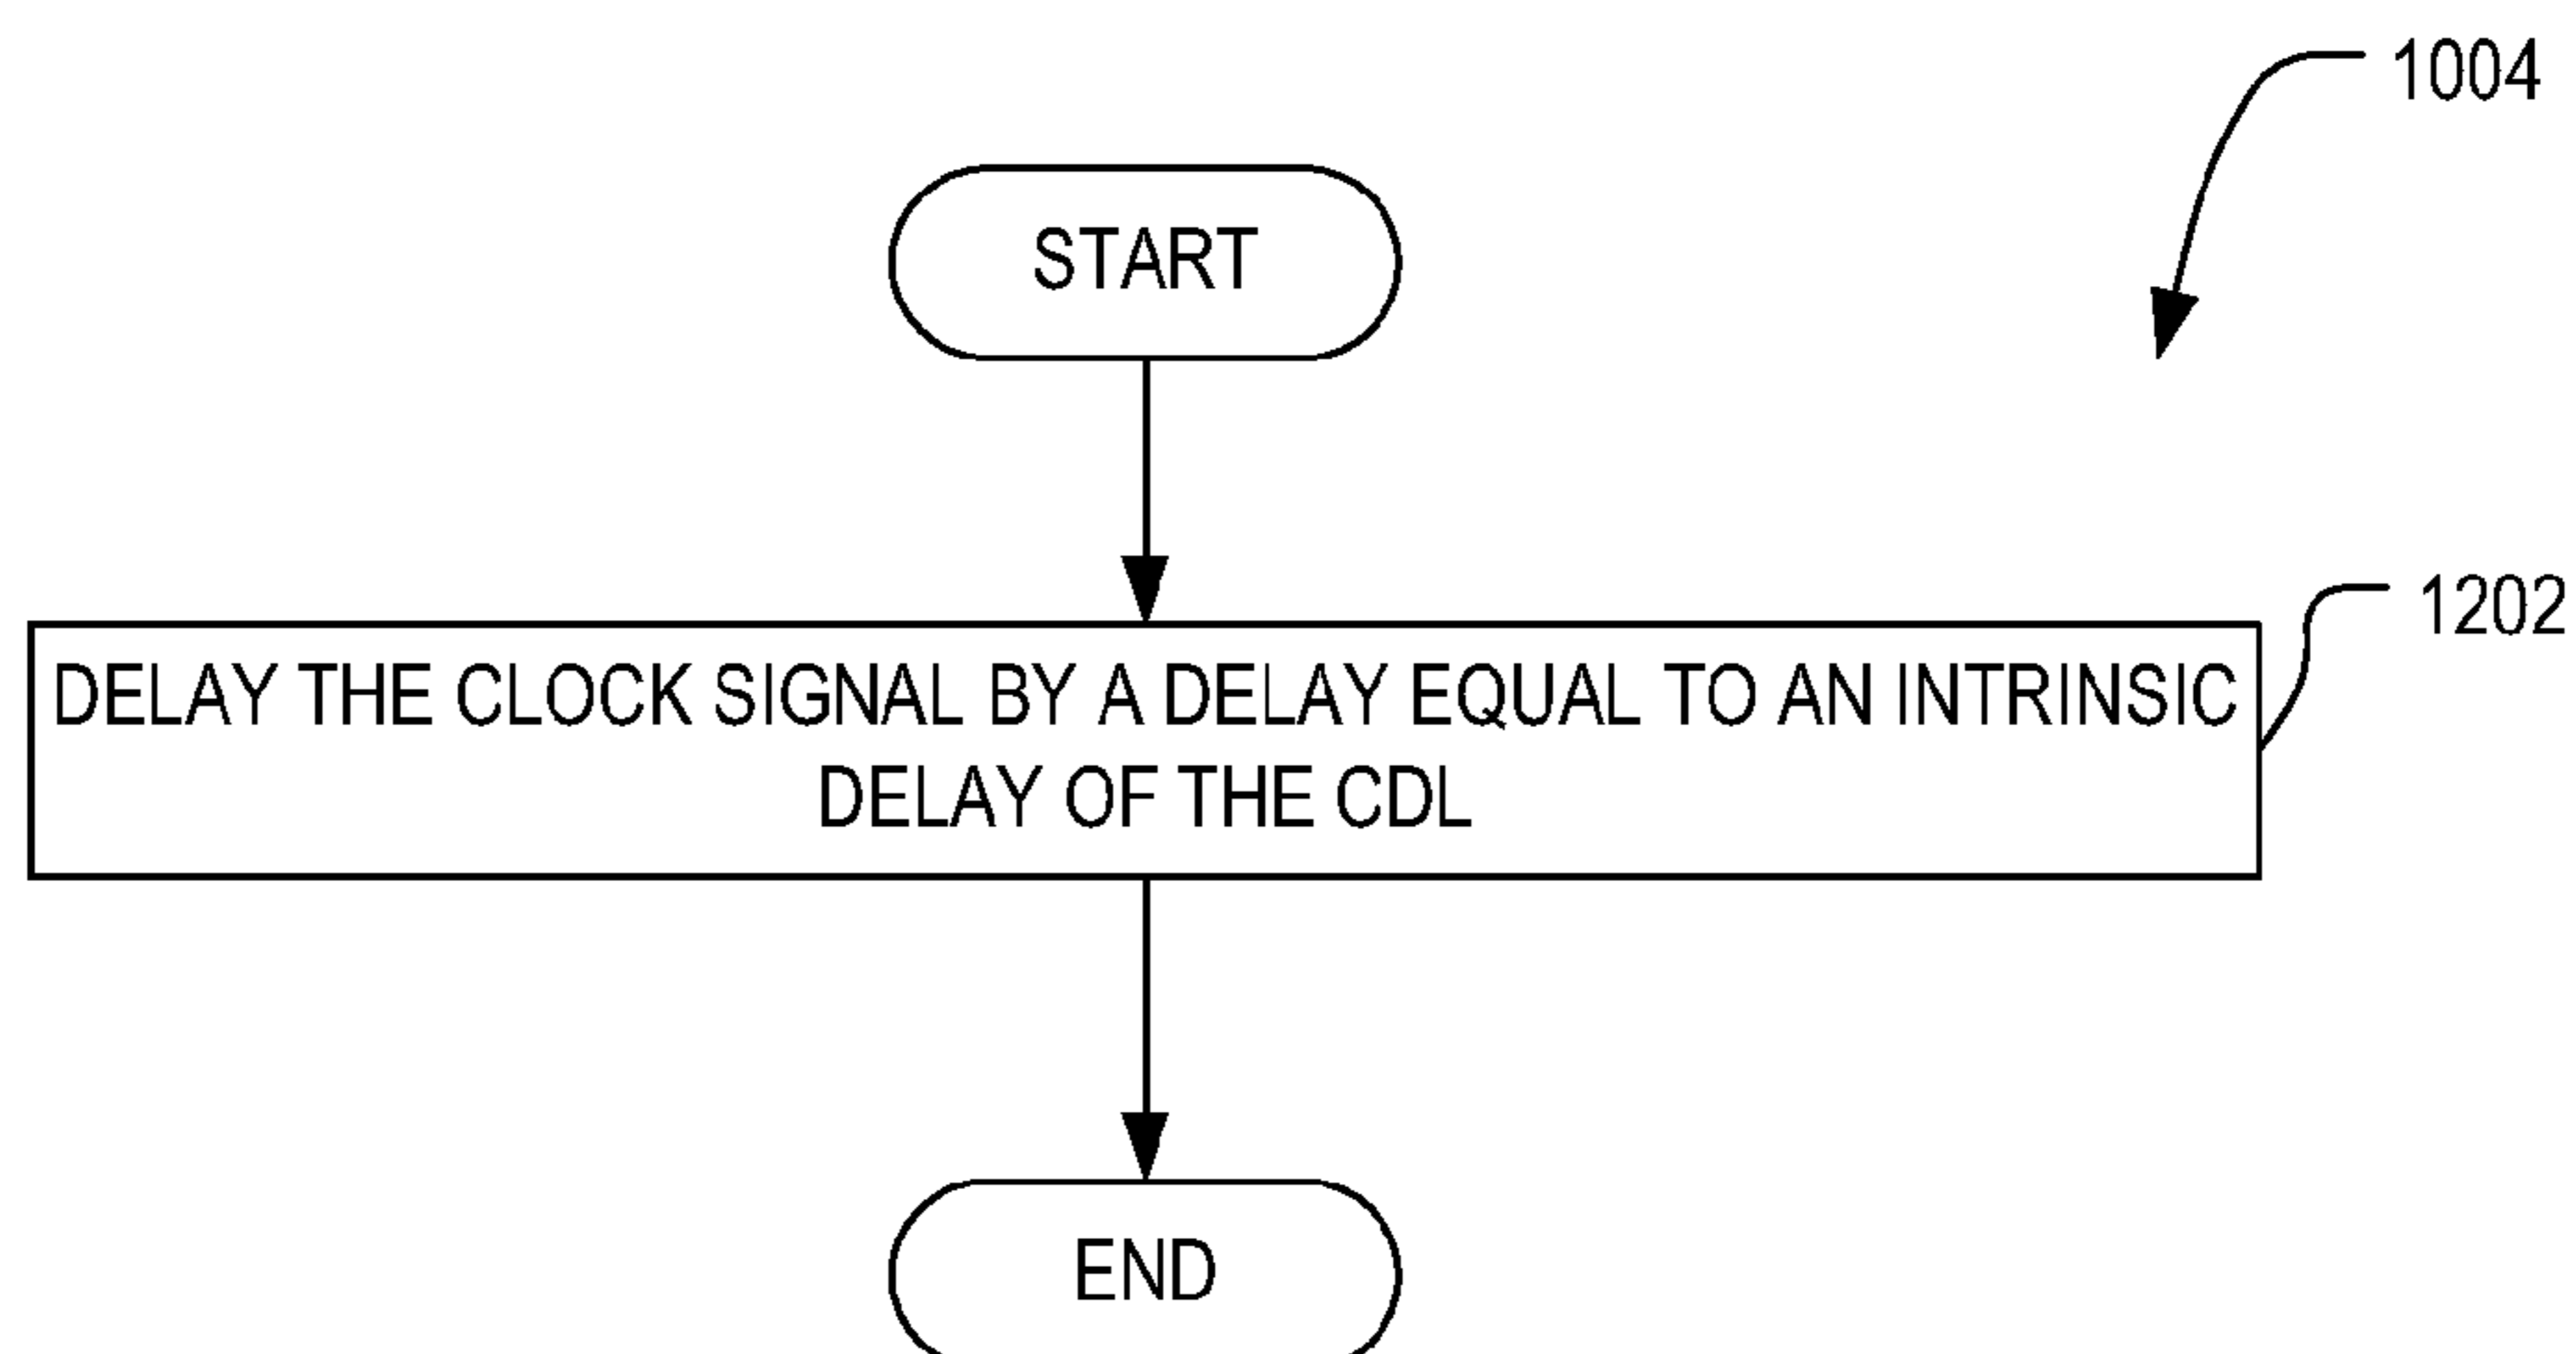 1004
START
1202
DELAY THE CLOCK SIGNAL BY A DELAY EQUAL TO AN INTRINSIC
DELAY OF THE CDL
END